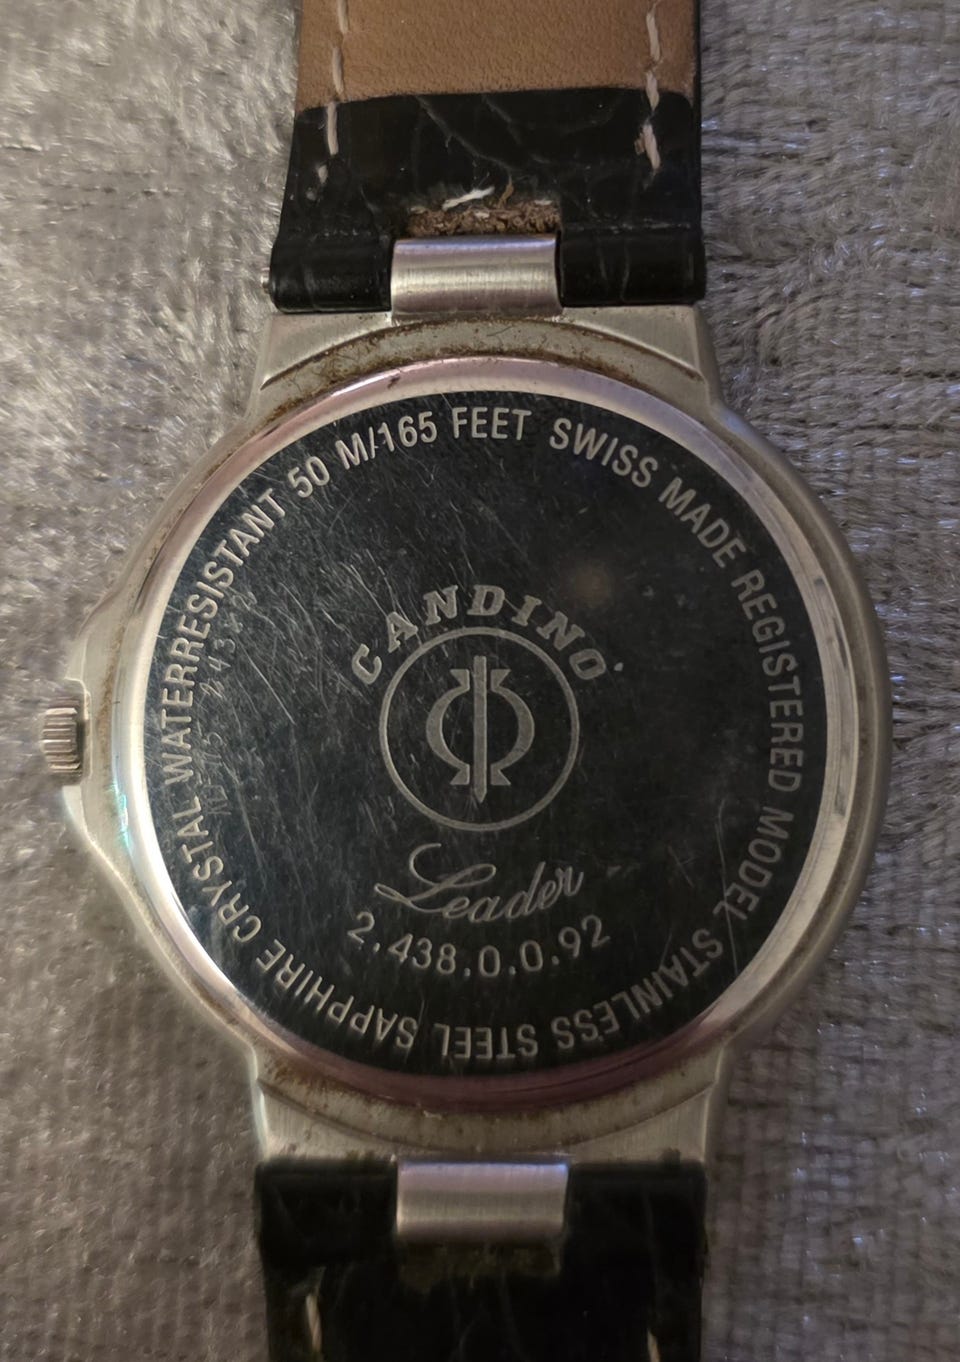 WATERRESISTANT 50 M/165 FEET SWISS MADE REGISTERED MODEL STAINLESS STEEL SAPPHIRE CRYSTAL
CANDINO
Leader
2.438.0.0.92